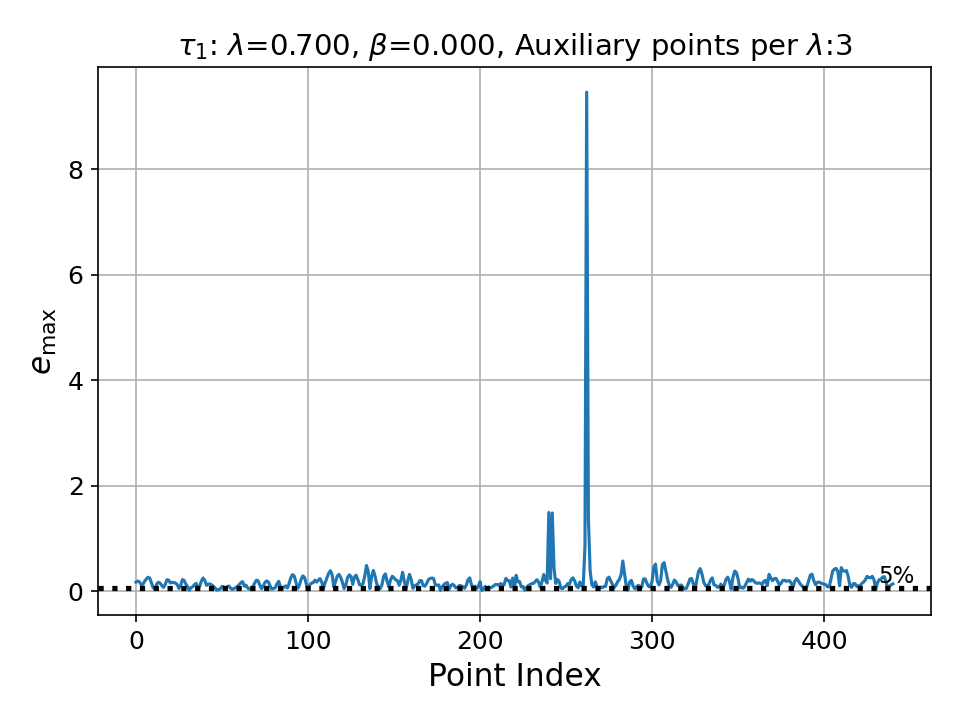 τ₁: λ=0.700, β=0.000, Auxiliary points per λ:3
8
6
4
2
0
e_max
5%
0 100 200 300 400
Point Index